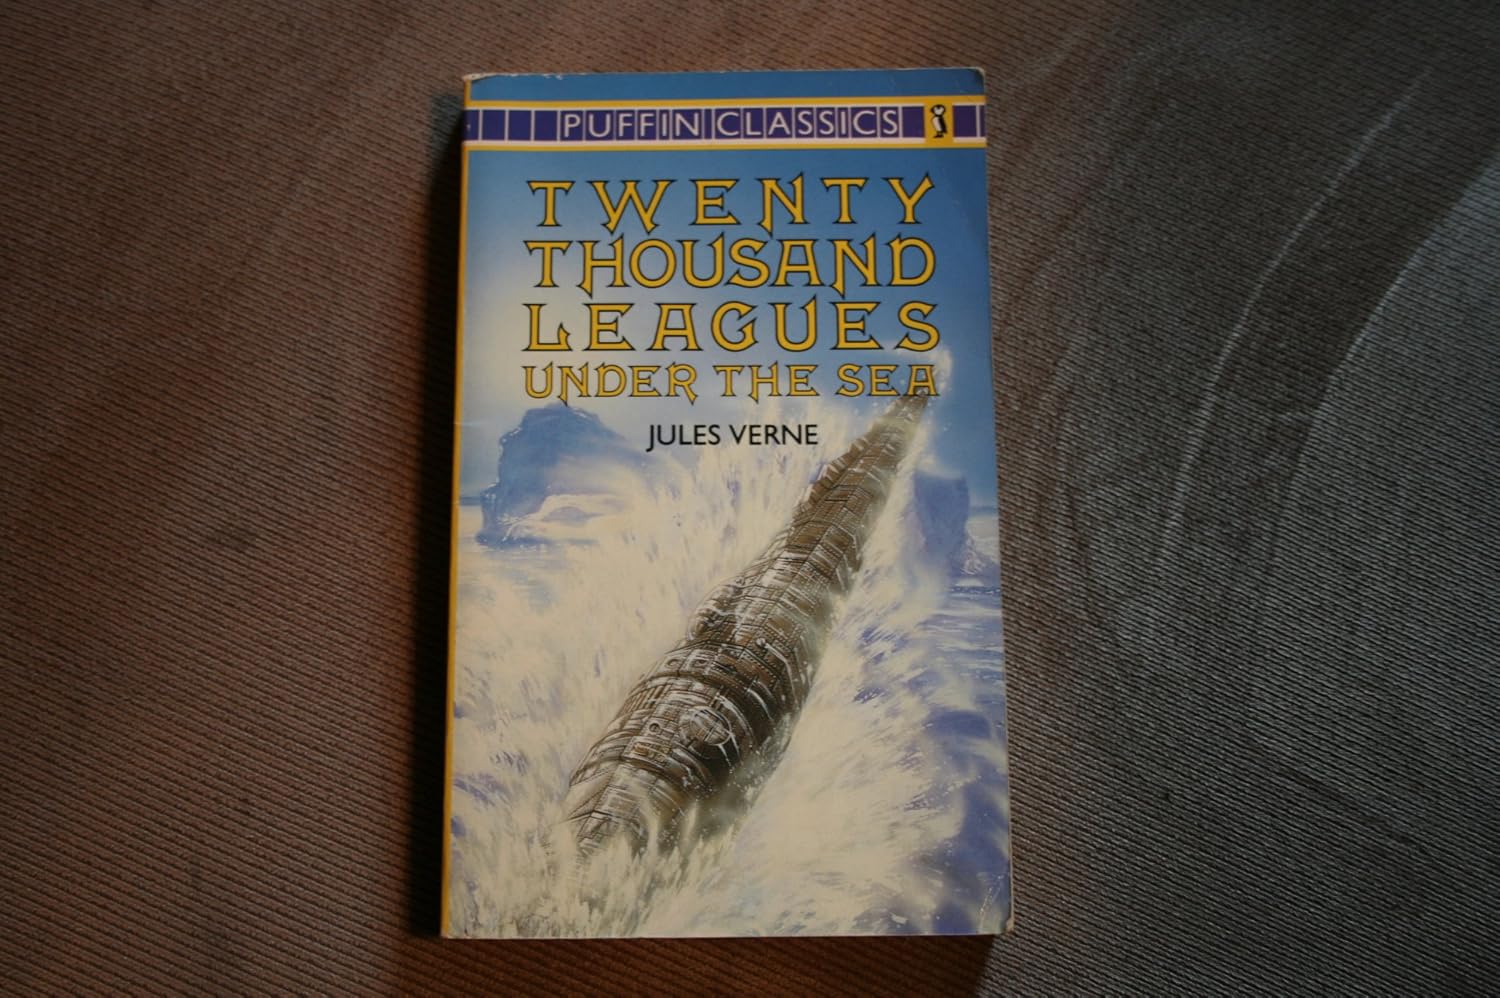 PUFFIN CLASSICS
TWENTY
THOUSAND
LEAGUES
UNDER THE SEA
JULES VERNE